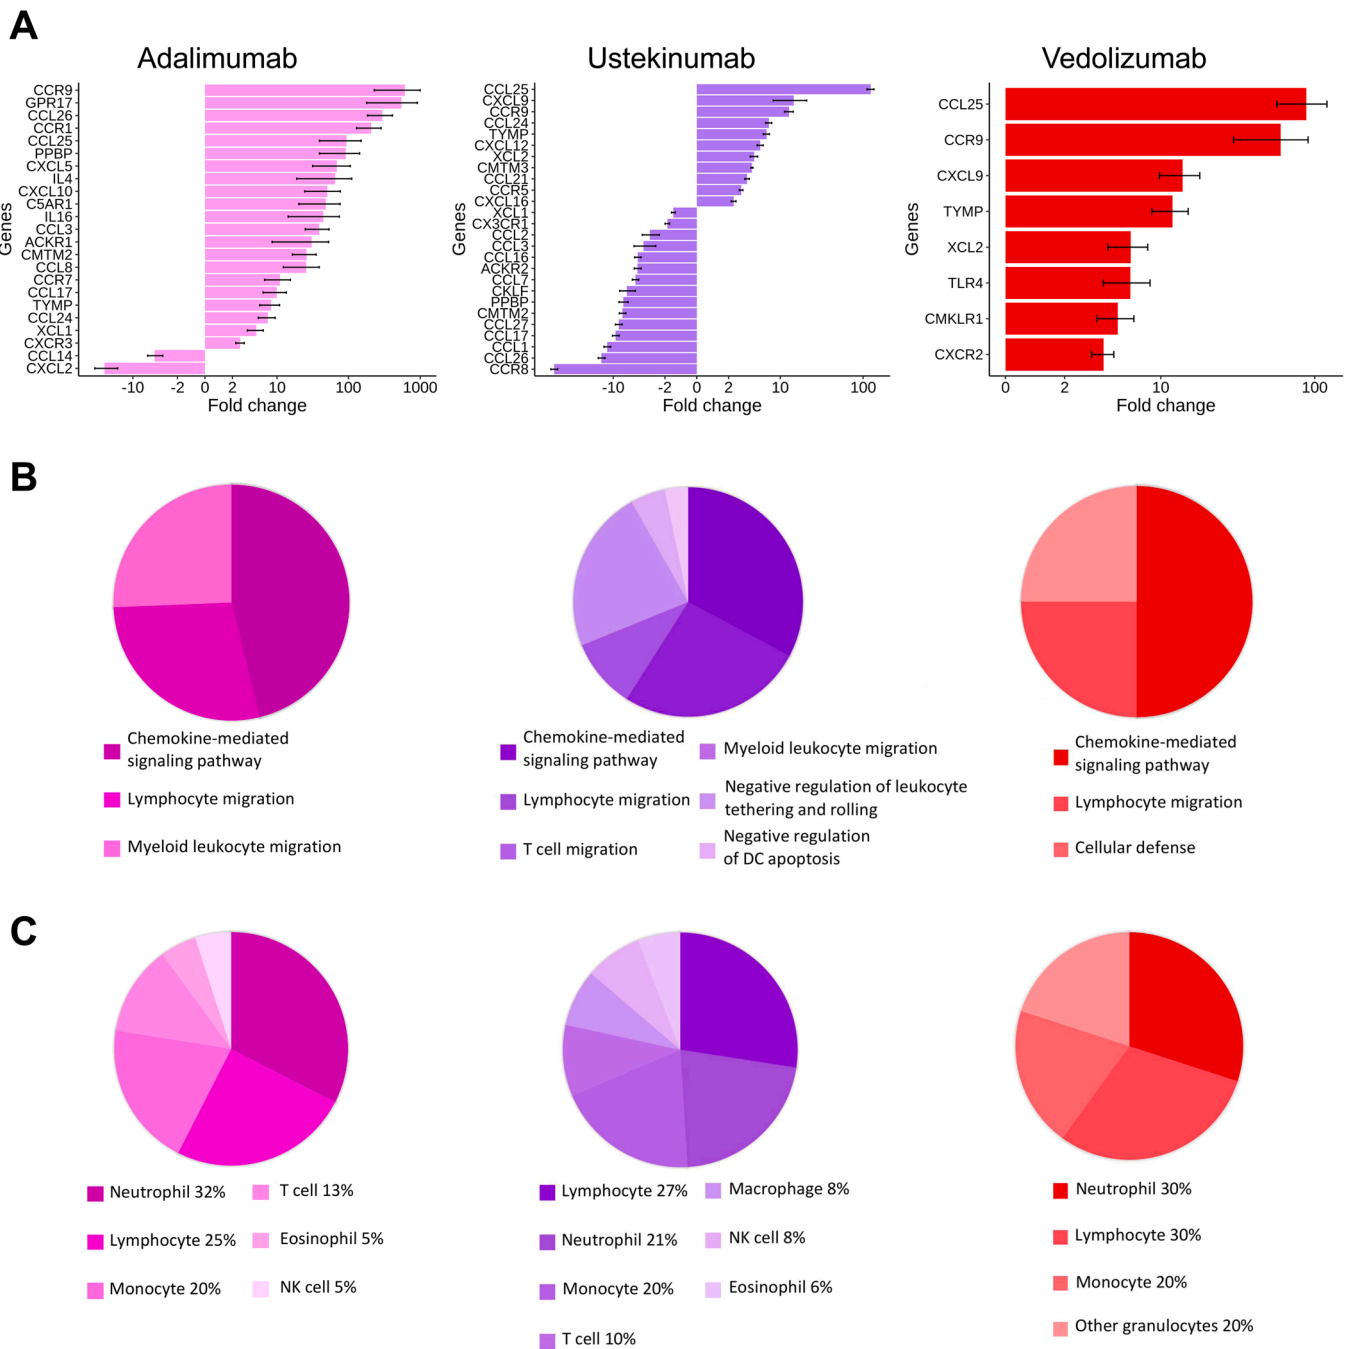 A
Adalimumab
Ustekinumab
Vedolizumab
Genes
CCR9
GPR17
CCL26
CCR1
CCL25
PPBP
CXCL5
IL4
CXCL10
C5AR1
IL16
CCL3
ACKR1
CMTM2
CCL8
CCR7
CCL17
TYMP
CCL24
XCL1
CXCR3
CCL14
CXCL2
-10 -2 0 2 10 100 1000
Fold change
Genes
CCL25
CXCL9
CCR9
CCL24
TYMP
CXCL12
XCL2
CMTM3
CCL21
CCR5
CXCL16
XCL1
CX3CR1
CCL2
CCL3
CCL16
ACKR2
CCL7
CKLF
PPBP
CMTM2
CCL27
CCL17
CCL1
CCL26
CCR8
-10 -2 0 2 10 100
Fold change
Genes
CCL25
CCR9
CXCL9
TYMP
XCL2
TLR4
CMKLR1
CXCR2
0 2 10 100
Fold change
B
Chemokine-mediated
signaling pathway
Lymphocyte migration
Myeloid leukocyte migration
Chemokine-mediated
signaling pathway
Lymphocyte migration
T cell migration
Myeloid leukocyte migration
Negative regulation of leukocyte
tethering and rolling
Negative regulation
of DC apoptosis
Chemokine-mediated
signaling pathway
Lymphocyte migration
Cellular defense
C
Neutrophil 32%
Lymphocyte 25%
Monocyte 20%
T cell 13%
Eosinophil 5%
NK cell 5%
Lymphocyte 27%
Neutrophil 21%
Monocyte 20%
T cell 10%
Macrophage 8%
NK cell 8%
Eosinophil 6%
Neutrophil 30%
Lymphocyte 30%
Monocyte 20%
Other granulocytes 20%